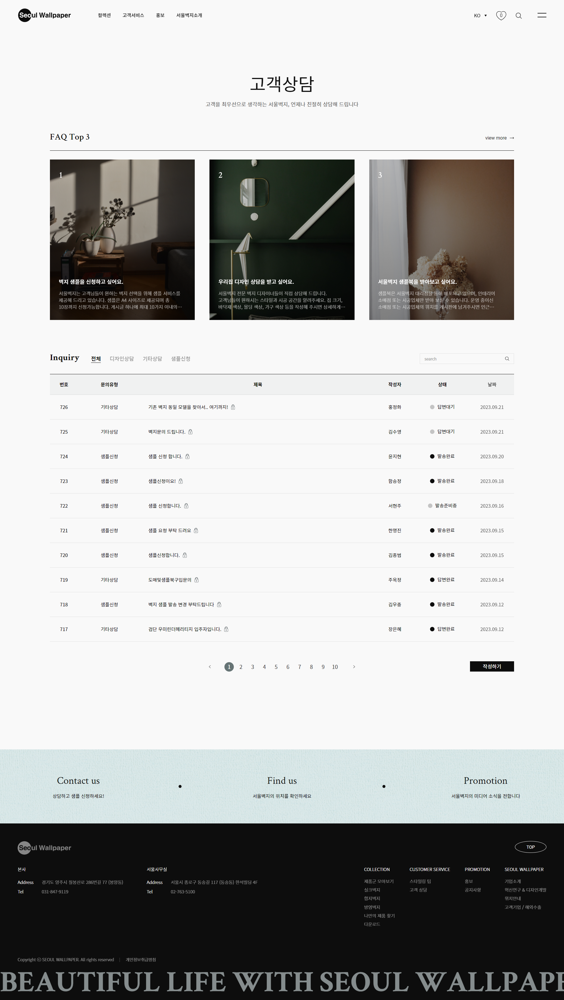 Seoul Wallpaper
컬렉션 고객서비스 홍보 서울벽지소개
KO 0
고객상담
고객을 최우선으로 생각하는 서울벽지, 언제나 친절히 상담해 드립니다
FAQ Top 3
view more
1
벽지 샘플을 신청하고 싶어요.
서울벽지는 고객님들이 원하는 벽지 선택을 위해 샘플 서비스를
제공해 드리고 있습니다. 샘플은 A4 사이즈로 제공되며 총
10장까지 신청가능합니다. 게시글 하나에 최대 10가지 이내의…
2
우리집 디자인 상담을 받고 싶어요.
서울벽지 전문 벽지 디자이너들이 직접 상담해 드립니다.
고객님들이 원하시는 스타일과 시공 공간을 알려주세요. 집 크기,
바닥재 색상, 몰딩 색상, 가구 색상 등을 작성해 주시면 상세하게…
3
서울벽지 샘플북을 받아보고 싶어요.
샘플북은 서울벽지 대리점을 통해 배포되고 있으며, 인테리어
소매점 또는 시공업체만 받아 보실 수 있습니다. 운영 중이신
소매점 또는 시공업체의 위치를 게시판에 남겨주시면 인근…
Inquiry 전체 디자인상담 기타상담 샘플신청
search
번호 문의유형 제목 작성자 상태 날짜
726 기타상담 기존 벽지 동일 모델을 찾아서.. 여기까지! 홍정화 답변대기 2023.09.21
725 기타상담 벽지문의 드립니다. 김수영 답변대기 2023.09.21
724 샘플신청 샘플 신청 합니다. 윤지현 발송완료 2023.09.20
723 샘플신청 샘플신청이요! 함승정 발송완료 2023.09.18
722 샘플신청 샘플 신청합니다. 서현주 발송준비중 2023.09.16
721 샘플신청 샘플 요청 부탁 드려요 한명진 발송완료 2023.09.15
720 샘플신청 샘플신청합니다. 김종범 발송완료 2023.09.15
719 기타상담 도매및샘플북구입문의 주옥정 답변완료 2023.09.14
718 샘플신청 벽지 샘플 발송 변경 부탁드립니다 김우중 발송완료 2023.09.12
717 기타상담 검단 우미린더헤리티지 입주자입니다. 장은혜 답변완료 2023.09.12
1 2 3 4 5 6 7 8 9 10
작성하기
Contact us
상담하고 샘플 신청하세요!
Find us
서울벽지의 위치를 확인하세요
Promotion
서울벽지의 미디어 소식을 전합니다
Seoul Wallpaper
TOP
본사
Address 경기도 양주시 칠봉산로 286번길 77 (봉양동)
Tel 031-847-9119
서울사무실
Address 서울시 종로구 동숭길 117 (동숭동) 한석빌딩 4F
Tel 02-763-5100
COLLECTION
제품군 모아보기
실크벽지
합지벽지
방염벽지
나만의 제품 찾기
다운로드
CUSTOMER SERVICE
스타일링 팁
고객 상담
PROMOTION
홍보
공지사항
SEOUL WALLPAPER
기업소개
혁신연구 & 디자인개발
위치안내
고객기업 / 해외수출
Copyright ⓒ SEOUL WALLPAPER. All rights reserved | 개인정보취급방침
BEAUTIFUL LIFE WITH SEOUL WALLPAPE